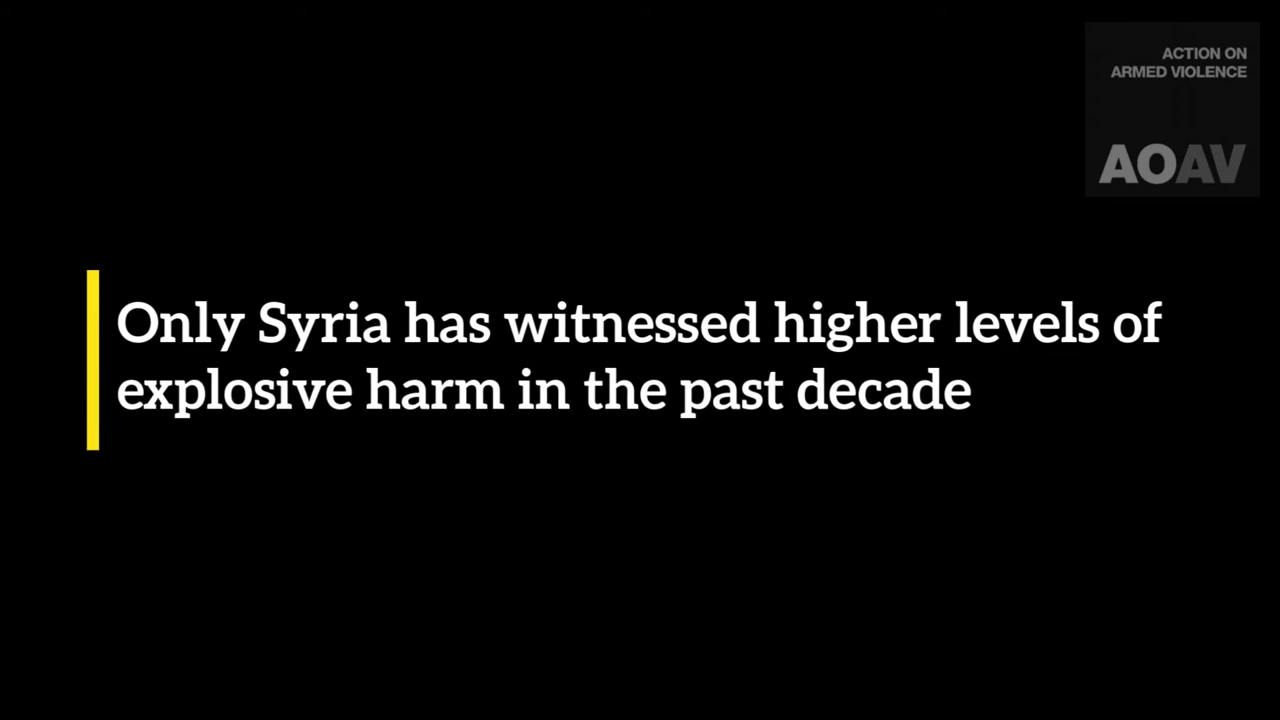 ACTION ON
ARMED VIOLENCE
AOAV
Only Syria has witnessed higher levels of
explosive harm in the past decade